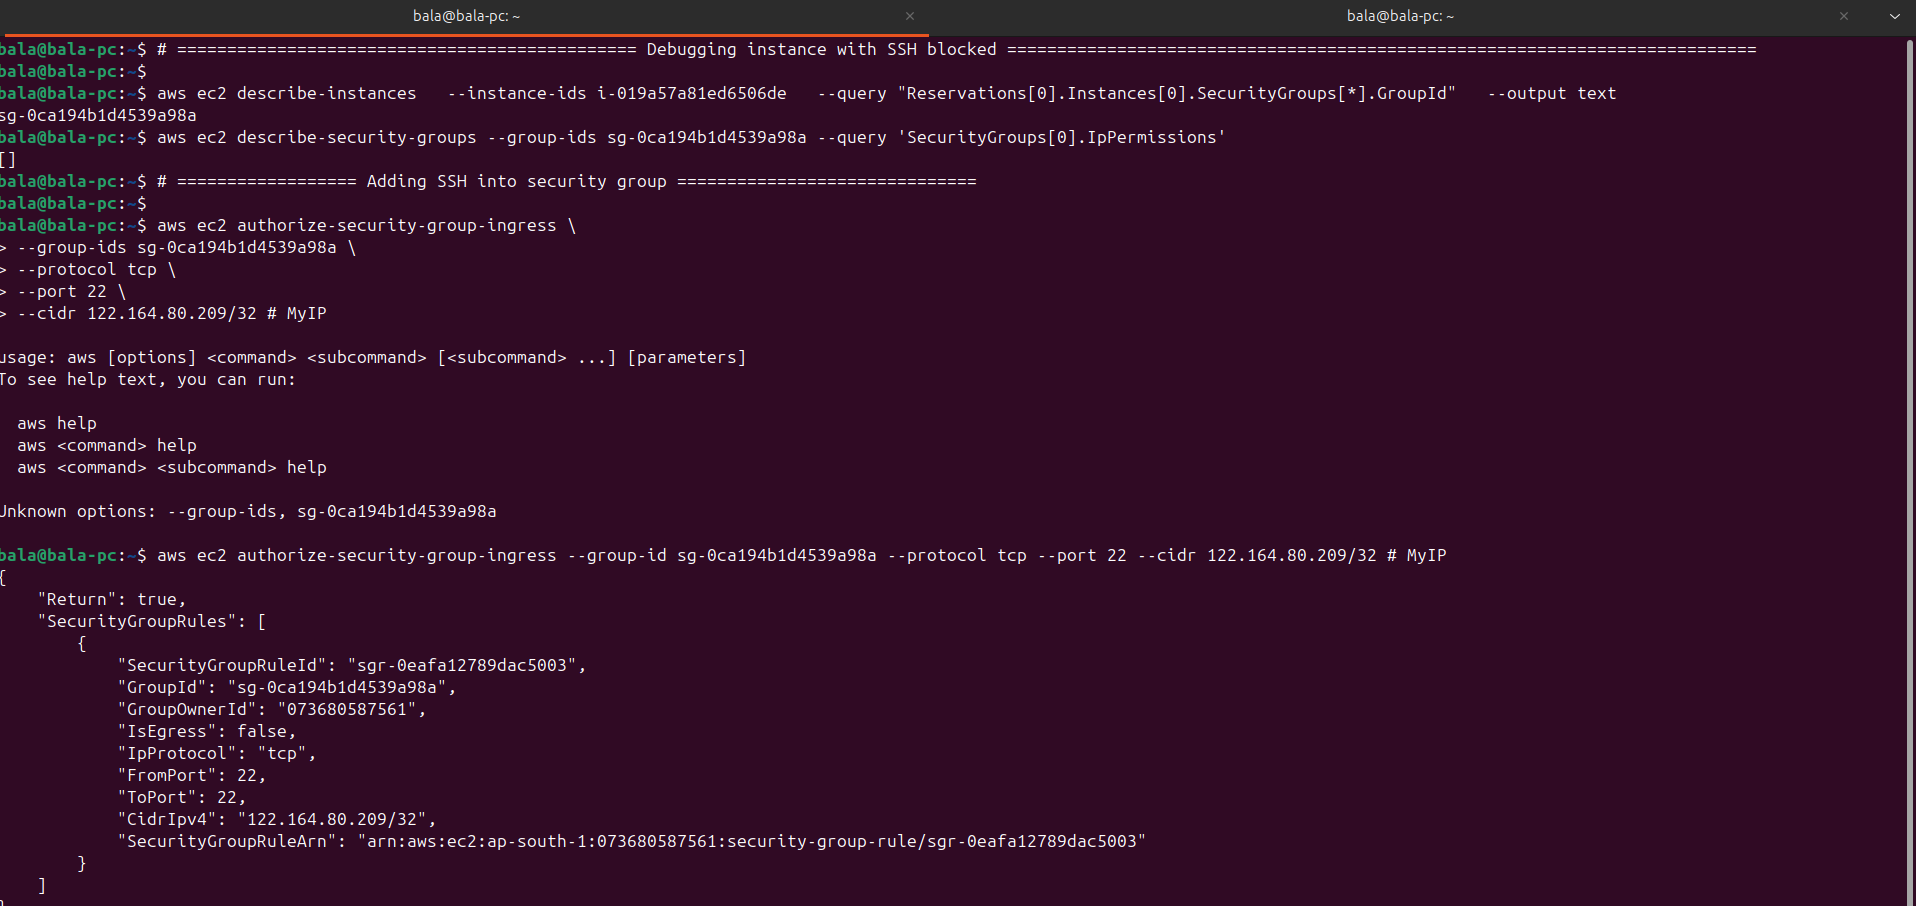 bala@bala-pc: ~ × bala@bala-pc: ~ ×
bala@bala-pc:~$ # ============================================== Debugging instance with SSH blocked ===========================================================================
bala@bala-pc:~$
bala@bala-pc:~$ aws ec2 describe-instances   --instance-ids i-019a57a81ed6506de   --query "Reservations[0].Instances[0].SecurityGroups[*].GroupId"   --output text
sg-0ca194b1d4539a98a
bala@bala-pc:~$ aws ec2 describe-security-groups --group-ids sg-0ca194b1d4539a98a --query 'SecurityGroups[0].IpPermissions'
[]
bala@bala-pc:~$ # ================== Adding SSH into security group ==============================
bala@bala-pc:~$
bala@bala-pc:~$ aws ec2 authorize-security-group-ingress \
> --group-ids sg-0ca194b1d4539a98a \
> --protocol tcp \
> --port 22 \
> --cidr 122.164.80.209/32 # MyIP
usage: aws [options] <command> <subcommand> [<subcommand> ...] [parameters]
To see help text, you can run:
  aws help
  aws <command> help
  aws <command> <subcommand> help
Unknown options: --group-ids, sg-0ca194b1d4539a98a
bala@bala-pc:~$ aws ec2 authorize-security-group-ingress --group-id sg-0ca194b1d4539a98a --protocol tcp --port 22 --cidr 122.164.80.209/32 # MyIP
{
    "Return": true,
    "SecurityGroupRules": [
        {
            "SecurityGroupRuleId": "sgr-0eafa12789dac5003",
            "GroupId": "sg-0ca194b1d4539a98a",
            "GroupOwnerId": "073680587561",
            "IsEgress": false,
            "IpProtocol": "tcp",
            "FromPort": 22,
            "ToPort": 22,
            "CidrIpv4": "122.164.80.209/32",
            "SecurityGroupRuleArn": "arn:aws:ec2:ap-south-1:073680587561:security-group-rule/sgr-0eafa12789dac5003"
        }
    ]